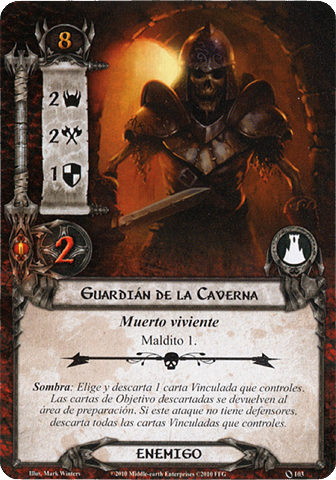 8
2
2
1
2
Guardián de la Caverna
Muerto viviente
Maldito 1.
Sombra: Elige y descarta 1 carta Vinculada que controles.
Las cartas de Objetivo descartadas se devuelven al
área de preparación. Si este ataque no tiene defensores,
descarta todas las cartas Vinculadas que controles.
ENEMIGO
Illus. Mark Winters
©2010 Middle-earth Enterprises ©2010 FFG
103